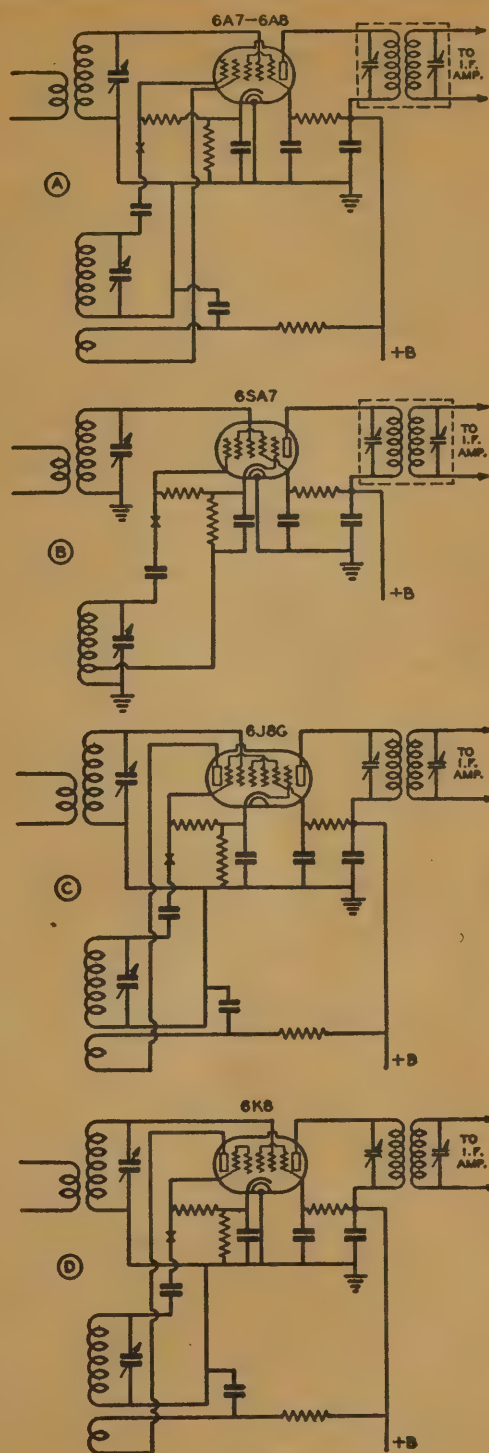 6A7-6A8
TO
I.F.
AMP.
A
+B
6SA7
TO
I.F.
AMP.
B
+B
6J8G
TO
I.F.
AMP.
C
+B
6K8
TO
I.F.
AMP.
D
+B